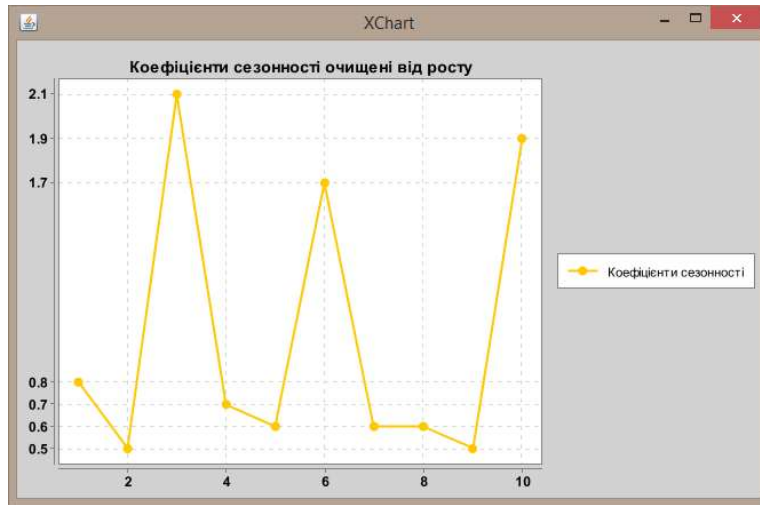 XChart
Коефіцієнти сезонності очищені від росту
2.1
1.9
1.7
0.8
0.7
0.6
0.5
2 4 6 8 10
Коефіцієнти сезонності